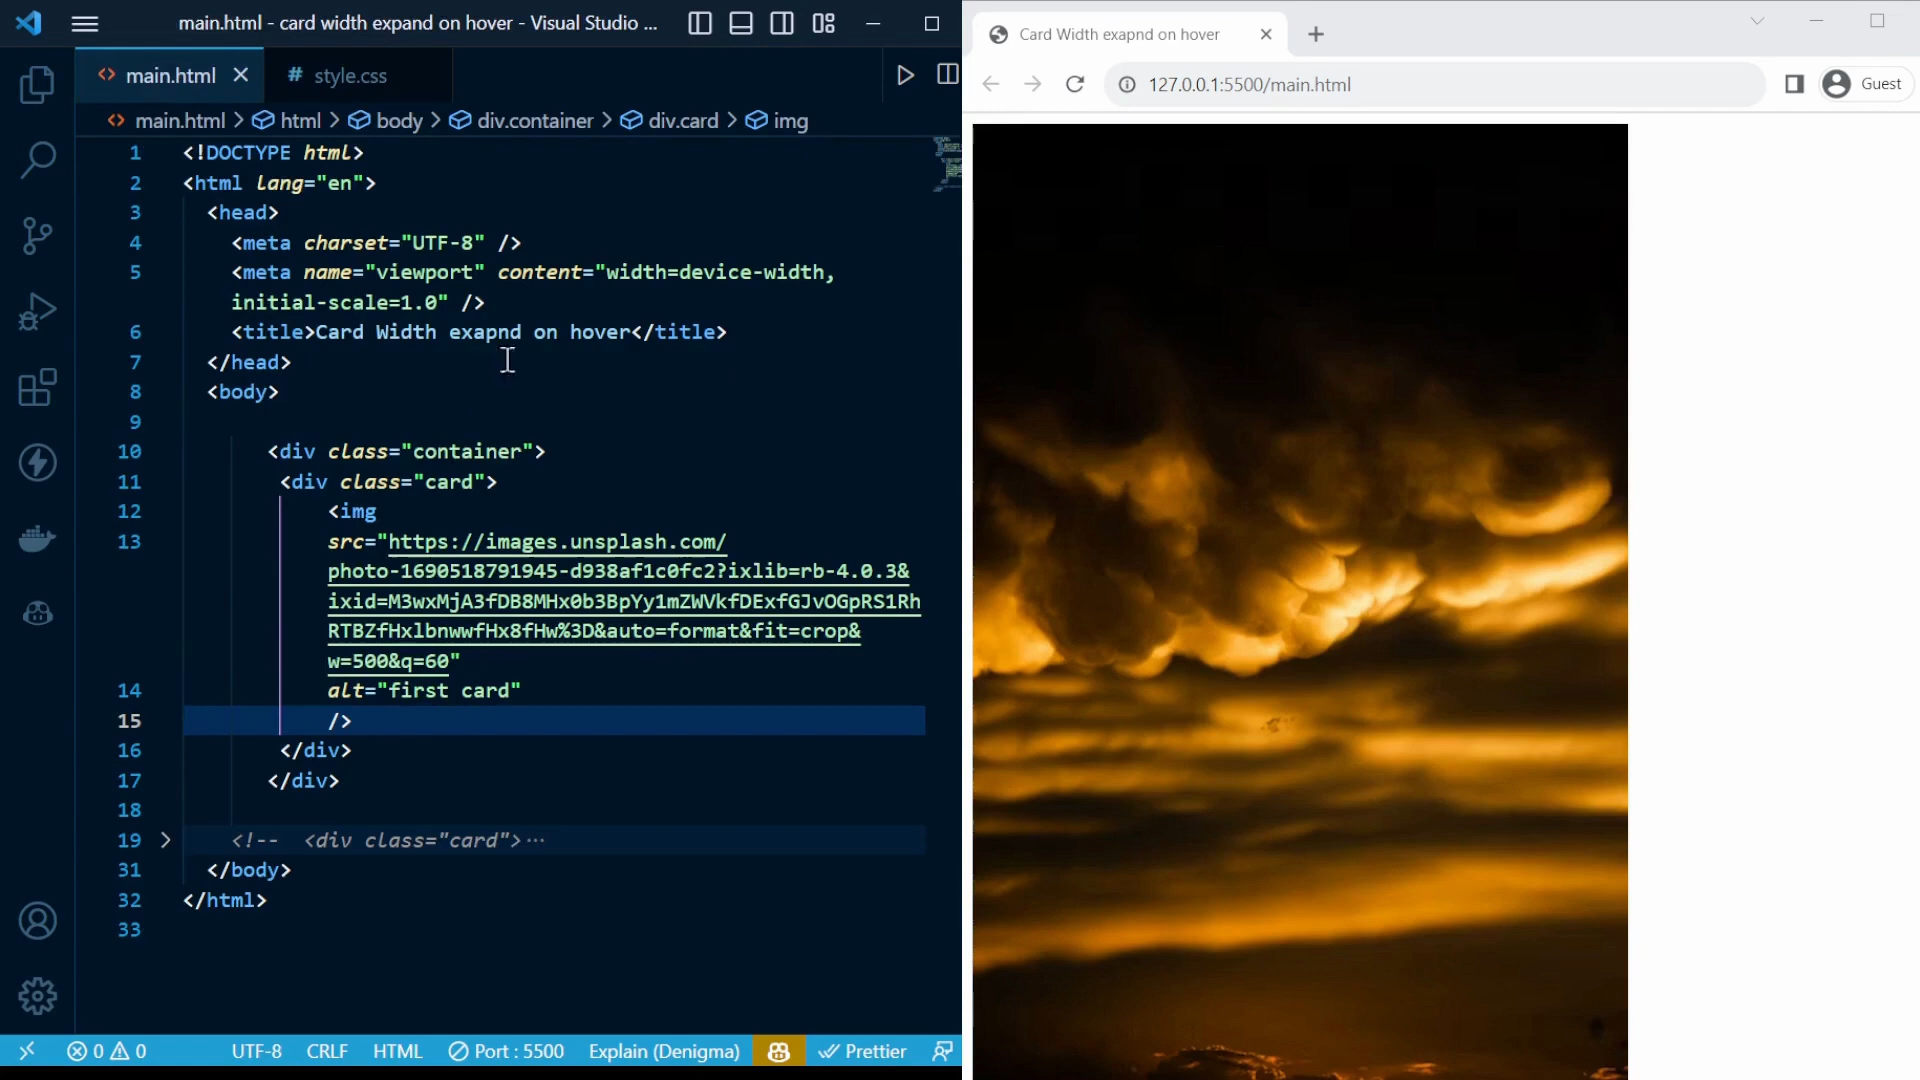 main.html - card width expand on hover - Visual Studio ...
main.html
# style.css
main.html > html > body > div.container > div.card > img
1 <!DOCTYPE html>
2 <html lang="en">
3 <head>
4 <meta charset="UTF-8" />
5 <meta name="viewport" content="width=device-width,
initial-scale=1.0" />
6 <title>Card Width exapnd on hover</title>
7 </head>
8 <body>
9
10 <div class="container">
11 <div class="card">
12 <img
13 src="https://images.unsplash.com/
photo-1690518791945-d938af1c0fc2?ixlib=rb-4.0.3&
ixid=M3wxMjA3fDB8MHx0b3BpYy1mZWVkfDExfGJvOGpRS1Rh
RTBZfHxlbnwwfHx8fHw%3D&auto=format&fit=crop&
w=500&q=60"
14 alt="first card"
15 />
16 </div>
17 </div>
18
19 <!-- <div class="card">···
31 </body>
32 </html>
33
0 0 UTF-8 CRLF HTML Port : 5500 Explain (Denigma) Prettier
Card Width exapnd on hover
127.0.0.1:5500/main.html
Guest